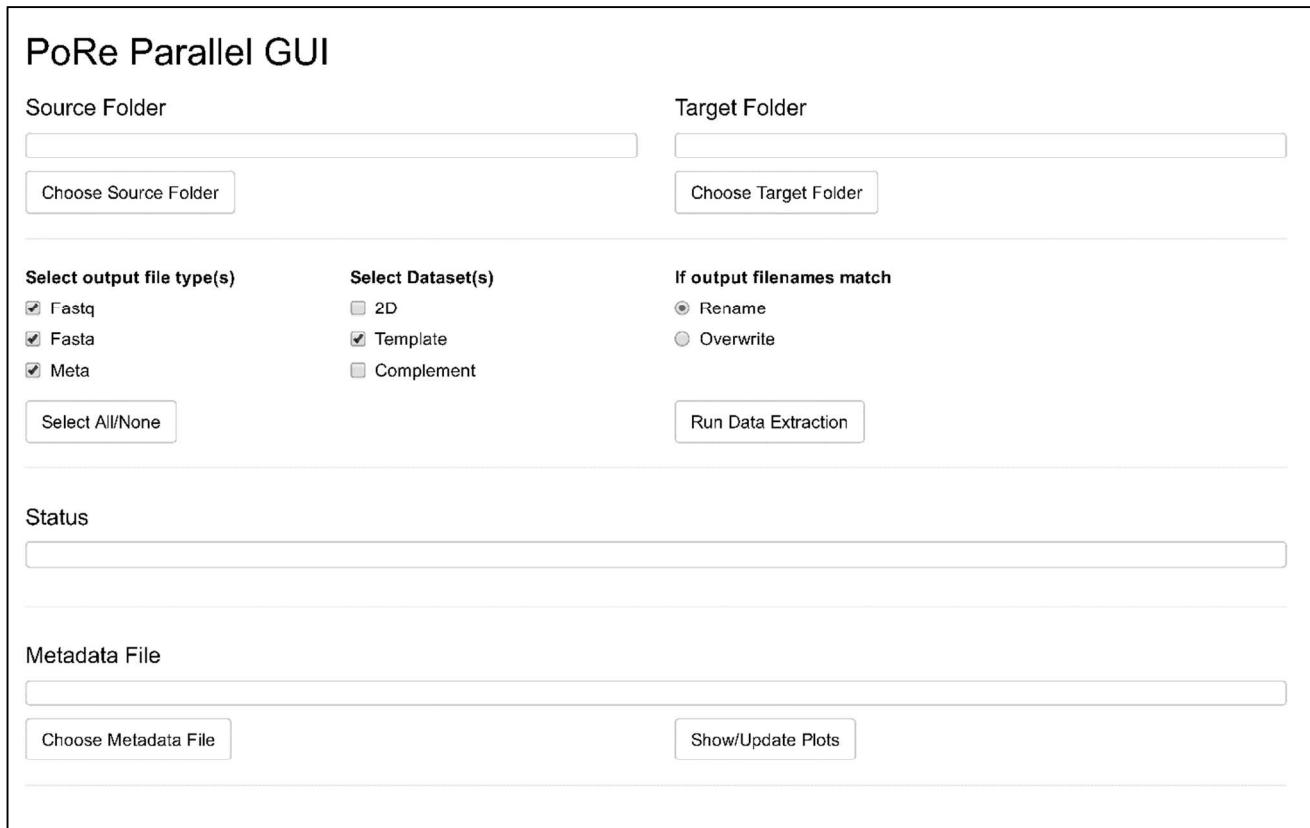 PoRe Parallel GUI
Source Folder
Target Folder
Choose Source Folder
Choose Target Folder
Select output file type(s)
Fastq
Fasta
Meta
Select All/None
Select Dataset(s)
2D
Template
Complement
If output filenames match
Rename
Overwrite
Run Data Extraction
Status
Metadata File
Choose Metadata File
Show/Update Plots